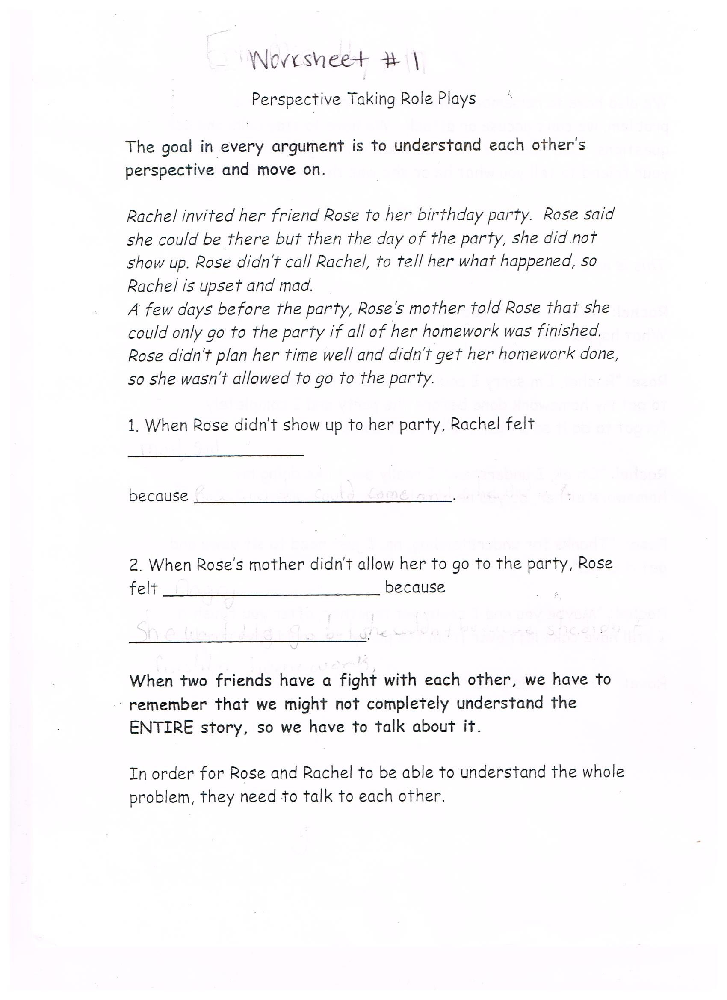 Worksheet # 1
Perspective Taking Role Plays
The goal in every argument is to understand each other's
perspective and move on.
Rachel invited her friend Rose to her birthday party. Rose said
she could be there but then the day of the party, she did not
show up. Rose didn't call Rachel, to tell her what happened, so
Rachel is upset and mad.
A few days before the party, Rose's mother told Rose that she
could only go to the party if all of her homework was finished.
Rose didn't plan her time well and didn't get her homework done,
so she wasn't allowed to go to the party.
1. When Rose didn't show up to her party, Rachel felt
mad, sad
because could come
2. When Rose's mother didn't allow her to go to the party, Rose
felt because
She to go but she couldn't because she didn't
homework.
When two friends have a fight with each other, we have to
remember that we might not completely understand the
ENTIRE story, so we have to talk about it.
In order for Rose and Rachel to be able to understand the whole
problem, they need to talk to each other.